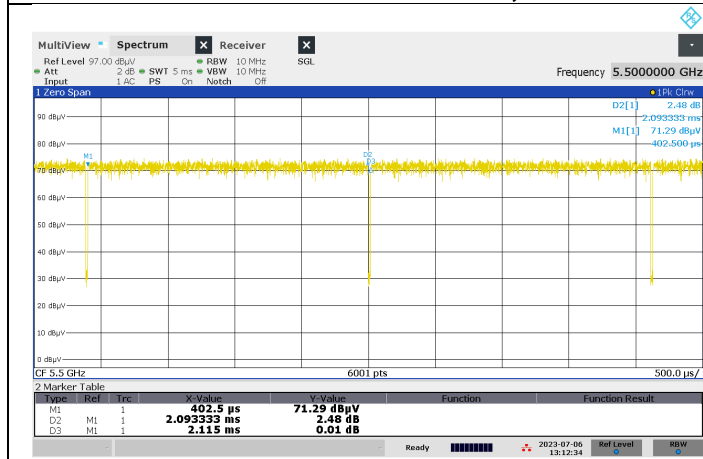 MultiView Spectrum X Receiver X
Ref Level 97.00 dBµV RBW 10 MHz SGL
Att 2 dB SWT 5 ms VBW 10 MHz Frequency 5.5000000 GHz
Input 1 AC PS On Notch Off
1 Zero Span 1Pk Clrw
D2[1] 2.48 dB
2.093333 ms
M1[1] 71.29 dBµV
402.500 µs
90 dBµV
80 dBµV
M1 D2
D3
70 dBµV
60 dBµV
50 dBµV
40 dBµV
30 dBµV
20 dBµV
10 dBµV
0 dBµV
CF 5.5 GHz 6001 pts 500.0 µs/
2 Marker Table
Type Ref Trc X-Value Y-Value Function Function Result
M1 1 402.5 µs 71.29 dBµV
D2 M1 1 2.093333 ms 2.48 dB
D3 M1 1 2.115 ms 0.01 dB
Ready 2023-07-06 Ref Level RBW
13:12:34